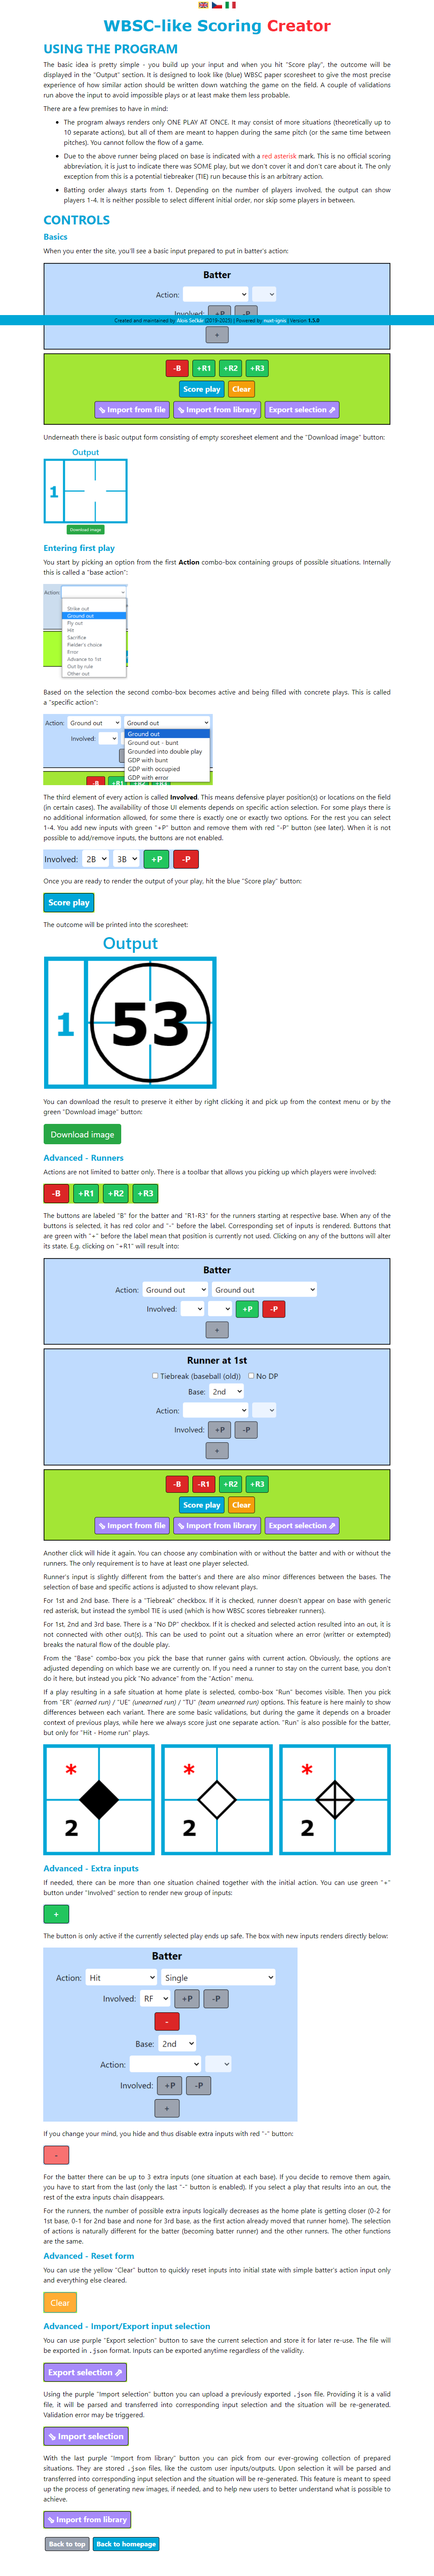 WBSC-like Scoring Creator
USING THE PROGRAM
The basic idea is pretty simple - you build up your input and when you hit "Score play", the outcome will be
displayed in the "Output" section. It is designed to look like (blue) WBSC paper scoresheet to give the most precise
experience of how similar action should be written down watching the game on the field. A couple of validations
run above the input to avoid impossible plays or at least make them less probable.
There are a few premises to have in mind:
The program always renders only ONE PLAY AT ONCE. It may consist of more situations (theoretically up to
10 separate actions), but all of them are meant to happen during the same pitch (or the same time between
pitches). You cannot follow the flow of a game.
Due to the above runner being placed on base is indicated with a red asterisk mark. This is no official scoring
abbreviation, it is just to indicate there was SOME play, but we don't cover it and don't care about it. The only
exception from this is a potential tiebreaker (TIE) run because this is an arbitrary action.
Batting order always starts from 1. Depending on the number of players involved, the output can show
players 1-4. It is neither possible to select different initial order, nor skip some players in between.
CONTROLS
Basics
When you enter the site, you'll see a basic input prepared to put in batter's action:
Batter
Action:
Involved: +P -P
Created and maintained by (2019-2025) | Powered by | Version 1.5.0
+
-B +R1 +R2 +R3
Score play Clear
Import from file Import from library Export selection
Underneath there is basic output form consisting of empty scoresheet element and the "Download image" button:
Output
1
Download image
Entering first play
You start by picking an option from the first Action combo-box containing groups of possible situations. Internally
this is called a "base action":
Action:
Strike out
Ground out
Fly out
Hit
Sacrifice
Fielder's choice
Error
Advance to 1st
Out by rule
Other out
Based on the selection the second combo-box becomes active and being filled with concrete plays. This is called
a "specific action":
Action: Ground out Ground out
Involved: Ground out
Ground out - bunt
Grounded into double play
GDP with bunt
GDP with occupied
GDP with error
-B +R1 +R2 +R3
The third element of every action is called Involved. This means defensive player position(s) or locations on the field
(in certain cases). The availability of those UI elements depends on specific action selection. For some plays there is
no additional information allowed, for some there is exactly one or exactly two options. For the rest you can select
1-4. You add new inputs with green "+P" button and remove them with red "-P" button (see later). When it is not
possible to add/remove inputs, the buttons are not enabled.
Involved: 2B 3B +P -P
Once you are ready to render the output of your play, hit the blue "Score play" button:
Score play
The outcome will be printed into the scoresheet:
Output
1 53
You can download the result to preserve it either by right clicking it and pick up from the context menu or by the
green "Download image" button:
Download image
Advanced - Runners
Actions are not limited to batter only. There is a toolbar that allows you picking up which players were involved:
-B +R1 +R2 +R3
The buttons are labeled "B" for the batter and "R1-R3" for the runners starting at respective base. When any of the
buttons is selected, it has red color and "-" before the label. Corresponding set of inputs is rendered. Buttons that
are green with "+" before the label mean that position is currently not used. Clicking on any of the buttons will alter
its state. E.g. clicking on "+R1" will result into:
Batter
Action: Ground out Ground out
Involved: +P -P
+
Runner at 1st
Tiebreak (baseball (old)) No DP
Base: 2nd
Action:
Involved: +P -P
+
-B -R1 +R2 +R3
Score play Clear
Import from file Import from library Export selection
Another click will hide it again. You can choose any combination with or without the batter and with or without the
runners. The only requirement is to have at least one player selected.
Runner's input is slightly different from the batter's and there are also minor differences between the bases. The
selection of base and specific actions is adjusted to show relevant plays.
For 1st and 2nd base. There is a "Tiebreak" checkbox. If it is checked, runner doesn't appear on base with generic
red asterisk, but instead the symbol TIE is used (which is how WBSC scores tiebreaker runners).
For 1st, 2nd and 3rd base. There is a "No DP" checkbox. If it is checked and selected action resulted into an out, it is
not connected with other out(s). This can be used to point out a situation where an error (written or exempted)
breaks the natural flow of the double play.
From the "Base" combo-box you pick the base that runner gains with current action. Obviously, the options are
adjusted depending on which base we are currently on. If you need a runner to stay on the current base, you don't
do it here, but instead you pick "No advance" from the "Action" menu.
If a play resulting in a safe situation at home plate is selected, combo-box "Run" becomes visible. Then you pick
from "ER" (earned run) / "UE" (unearned run) / "TU" (team unearned run) options. This feature is here mainly to show
differences between each variant. There are some basic validations, but during the game it depends on a broader
context of previous plays, while here we always score just one separate action. "Run" is also possible for the batter,
but only for "Hit - Home run" plays.
* * *
2 2 2
Advanced - Extra inputs
If needed, there can be more than one situation chained together with the initial action. You can use green "+"
button under "Involved" section to render new group of inputs:
+
The button is only active if the currently selected play ends up safe. The box with new inputs renders directly below:
Batter
Action: Hit Single
Involved: RF +P -P
-
Base: 2nd
Action:
Involved: +P -P
+
If you change your mind, you hide and thus disable extra inputs with red "-" button:
-
For the batter there can be up to 3 extra inputs (one situation at each base). If you decide to remove them again,
you have to start from the last (only the last "-" button is enabled). If you select a play that results into an out, the
rest of the extra inputs chain disappears.
For the runners, the number of possible extra inputs logically decreases as the home plate is getting closer (0-2 for
1st base, 0-1 for 2nd base and none for 3rd base, as the first action already moved that runner home). The selection
of actions is naturally different for the batter (becoming batter runner) and the other runners. The other functions
are the same.
Advanced - Reset form
You can use the yellow "Clear" button to quickly reset inputs into initial state with simple batter's action input only
and everything else cleared.
Clear
Advanced - Import/Export input selection
You can use purple "Export selection" button to save the current selection and store it for later re-use. The file will
be exported in .json format. Inputs can be exported anytime regardless of the validity.
Export selection
Using the purple "Import selection" button you can upload a previously exported .json file. Providing it is a valid
file, it will be parsed and transferred into corresponding input selection and the situation will be re-generated.
Validation error may be triggered.
Import selection
With the last purple "Import from library" button you can pick from our ever-growing collection of prepared
situations. They are stored .json files, like the custom user inputs/outputs. Upon selection it will be parsed and
transferred into corresponding input selection and the situation will be re-generated. This feature is meant to speed
up the process of generating new images, if needed, and to help new users to better understand what is possible to
achieve.
Import from library
Back to top Back to homepage